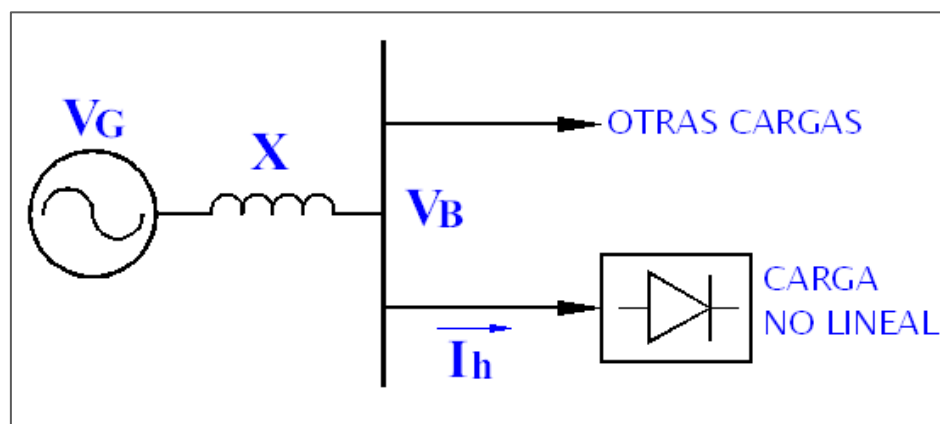 VG
X
OTRAS CARGAS
VB
CARGA
NO LINEAL
Ih